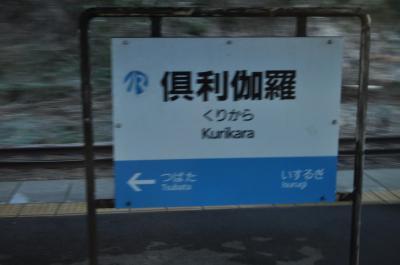 倶利伽羅
くりから
Kurikara
← つばた いするぎ
Tsubata Isurugi